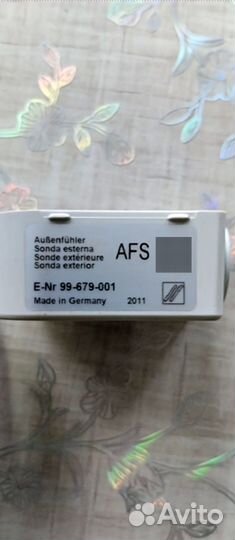 Außenfühler
Sonda esterna
Sonde extérieure
Sonda exterior
AFS
E-Nr 99-679-001
Made in Germany 2011
Avito